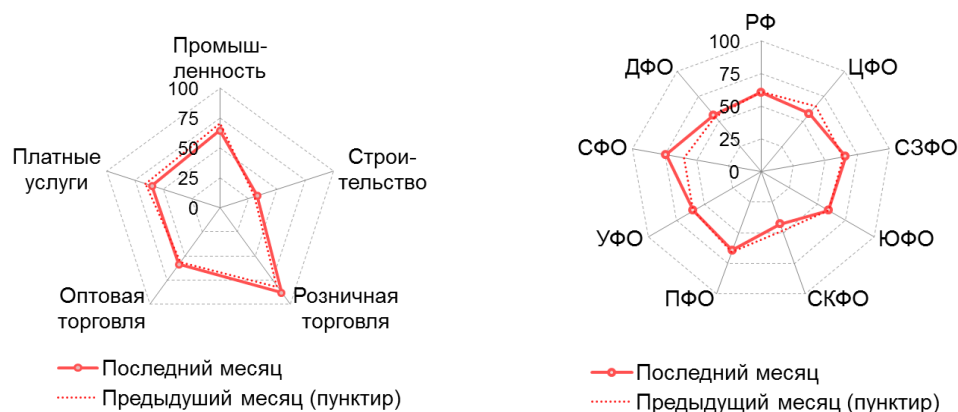 Промыш-
ленность
100
75
50
25
0
Строи-
тельство
Розничная
торговля
Оптовая
торговля
Платные
услуги
Последний месяц
Предыдуший месяц (пунктир)
РФ
100
75
50
25
0
ЦФО
СЗФО
ЮФО
СКФО
ПФО
УФО
СФО
ДФО
Последний месяц
Предыдущий месяц (пунктир)